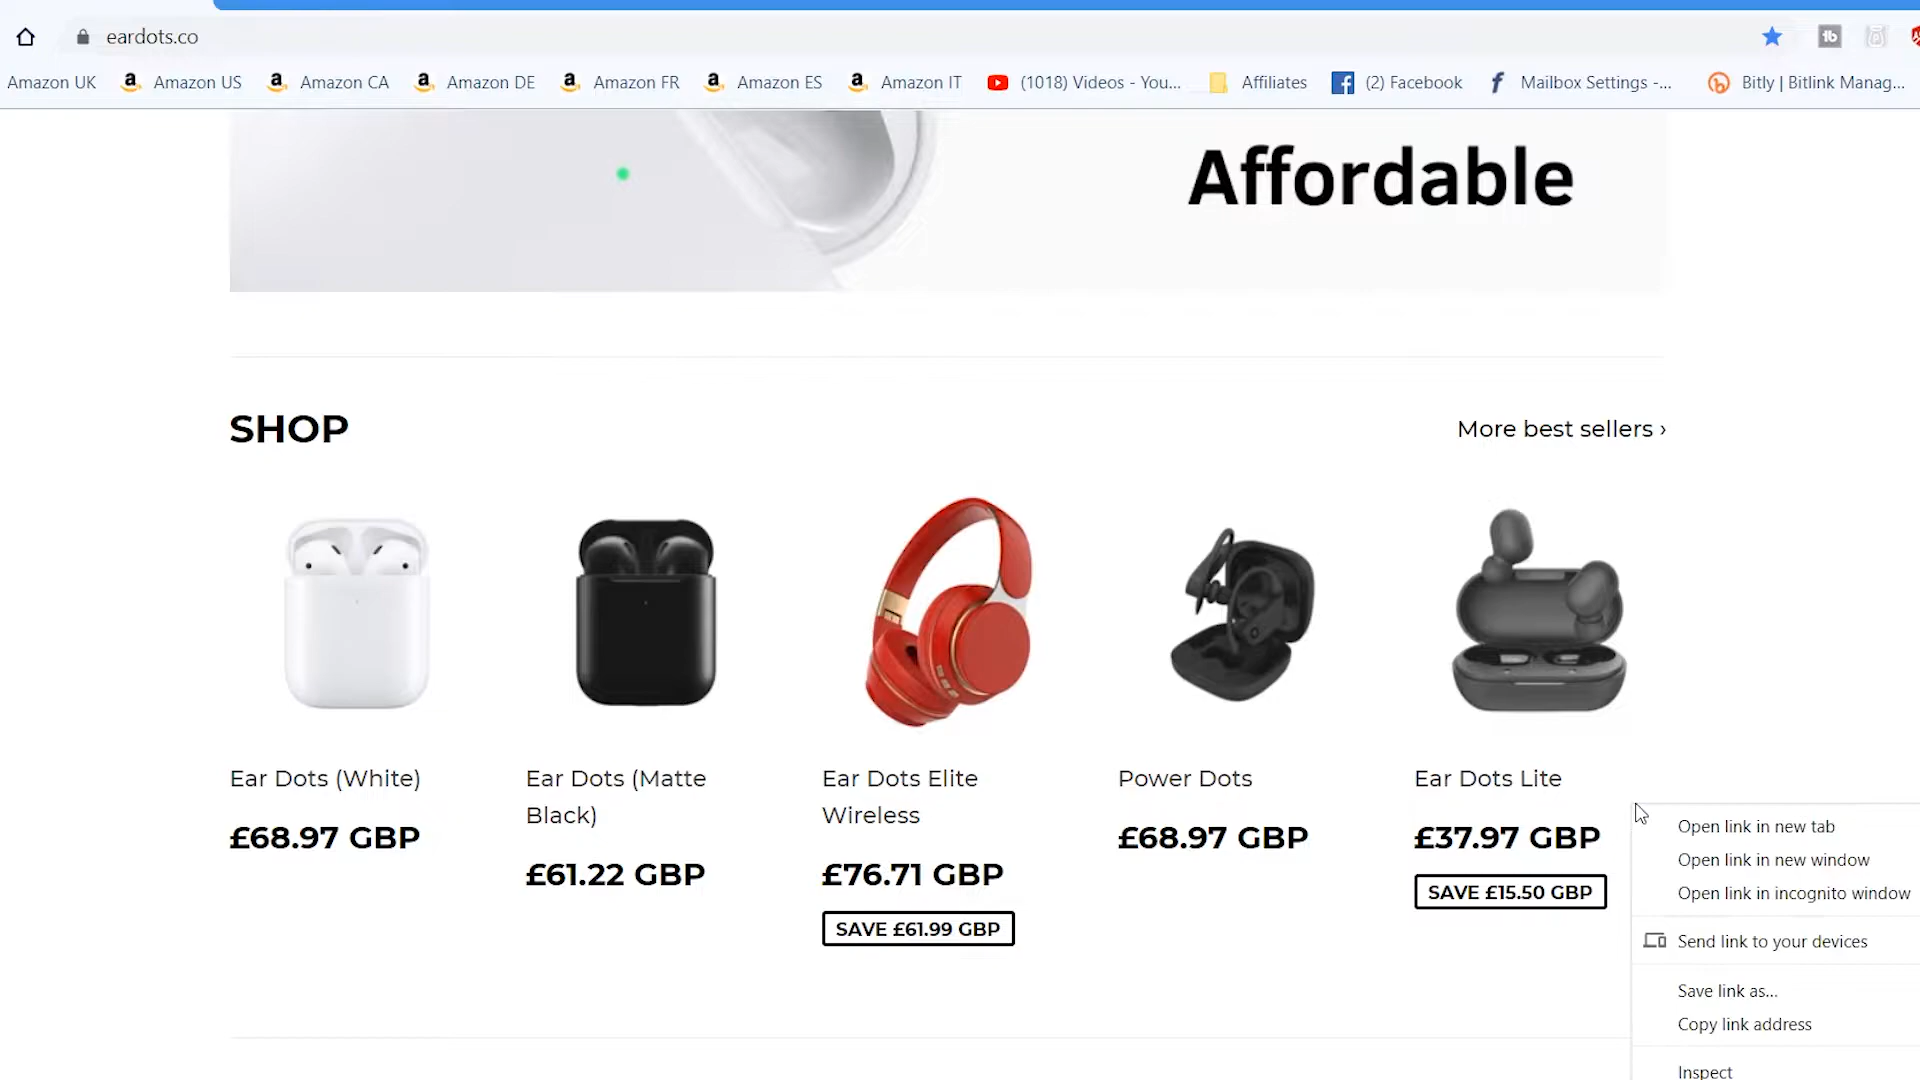 eardots.co
Amazon UK
Amazon US
Amazon CA
Amazon DE
Amazon FR
Amazon ES
Amazon IT
(1018) Videos - You...
Affiliates
(2) Facebook
Mailbox Settings -...
Bitly | Bitlink Manag...
Affordable
SHOP
More best sellers ›
Ear Dots (White)
£68.97 GBP
Ear Dots (Matte
Black)
£61.22 GBP
Ear Dots Elite
Wireless
£76.71 GBP
SAVE £61.99 GBP
Power Dots
£68.97 GBP
Ear Dots Lite
£37.97 GBP
SAVE £15.50 GBP
Open link in new tab
Open link in new window
Open link in incognito window
Send link to your devices
Save link as...
Copy link address
Inspect